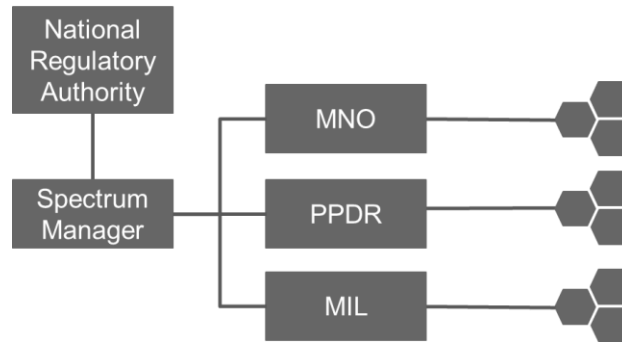 National
Regulatory
Authority
MNO
Spectrum
Manager
PPDR
MIL